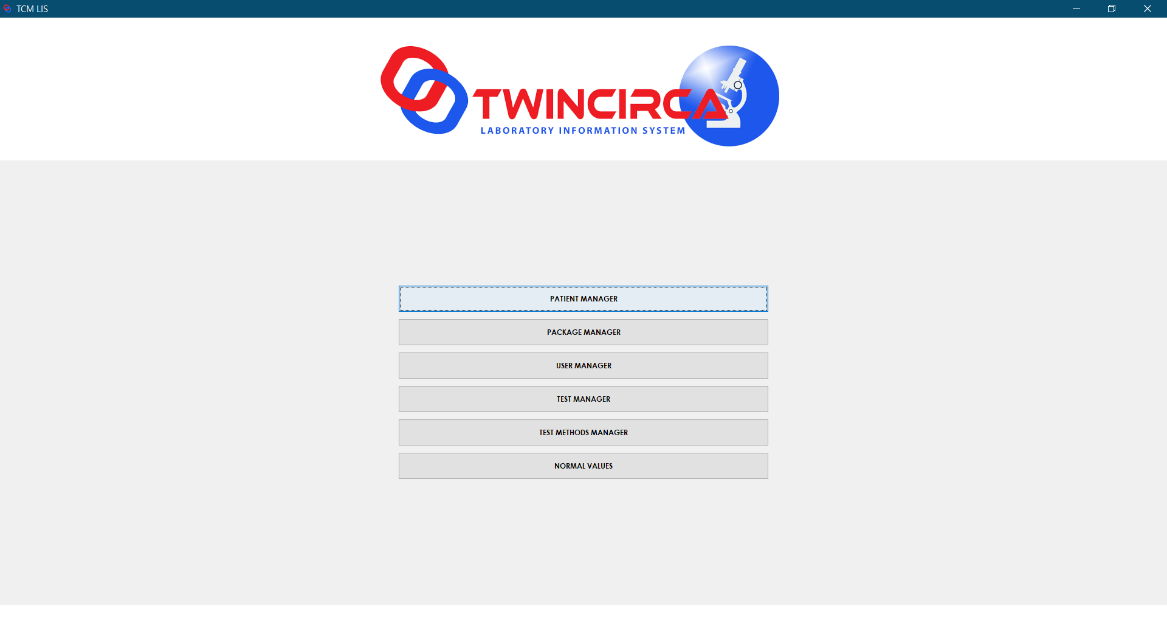 TCM LIS
TWINCIRCA
LABORATORY INFORMATION SYSTEM
PATIENT MANAGER
PACKAGE MANAGER
USER MANAGER
TEST MANAGER
TEST METHODS MANAGER
NORMAL VALUES